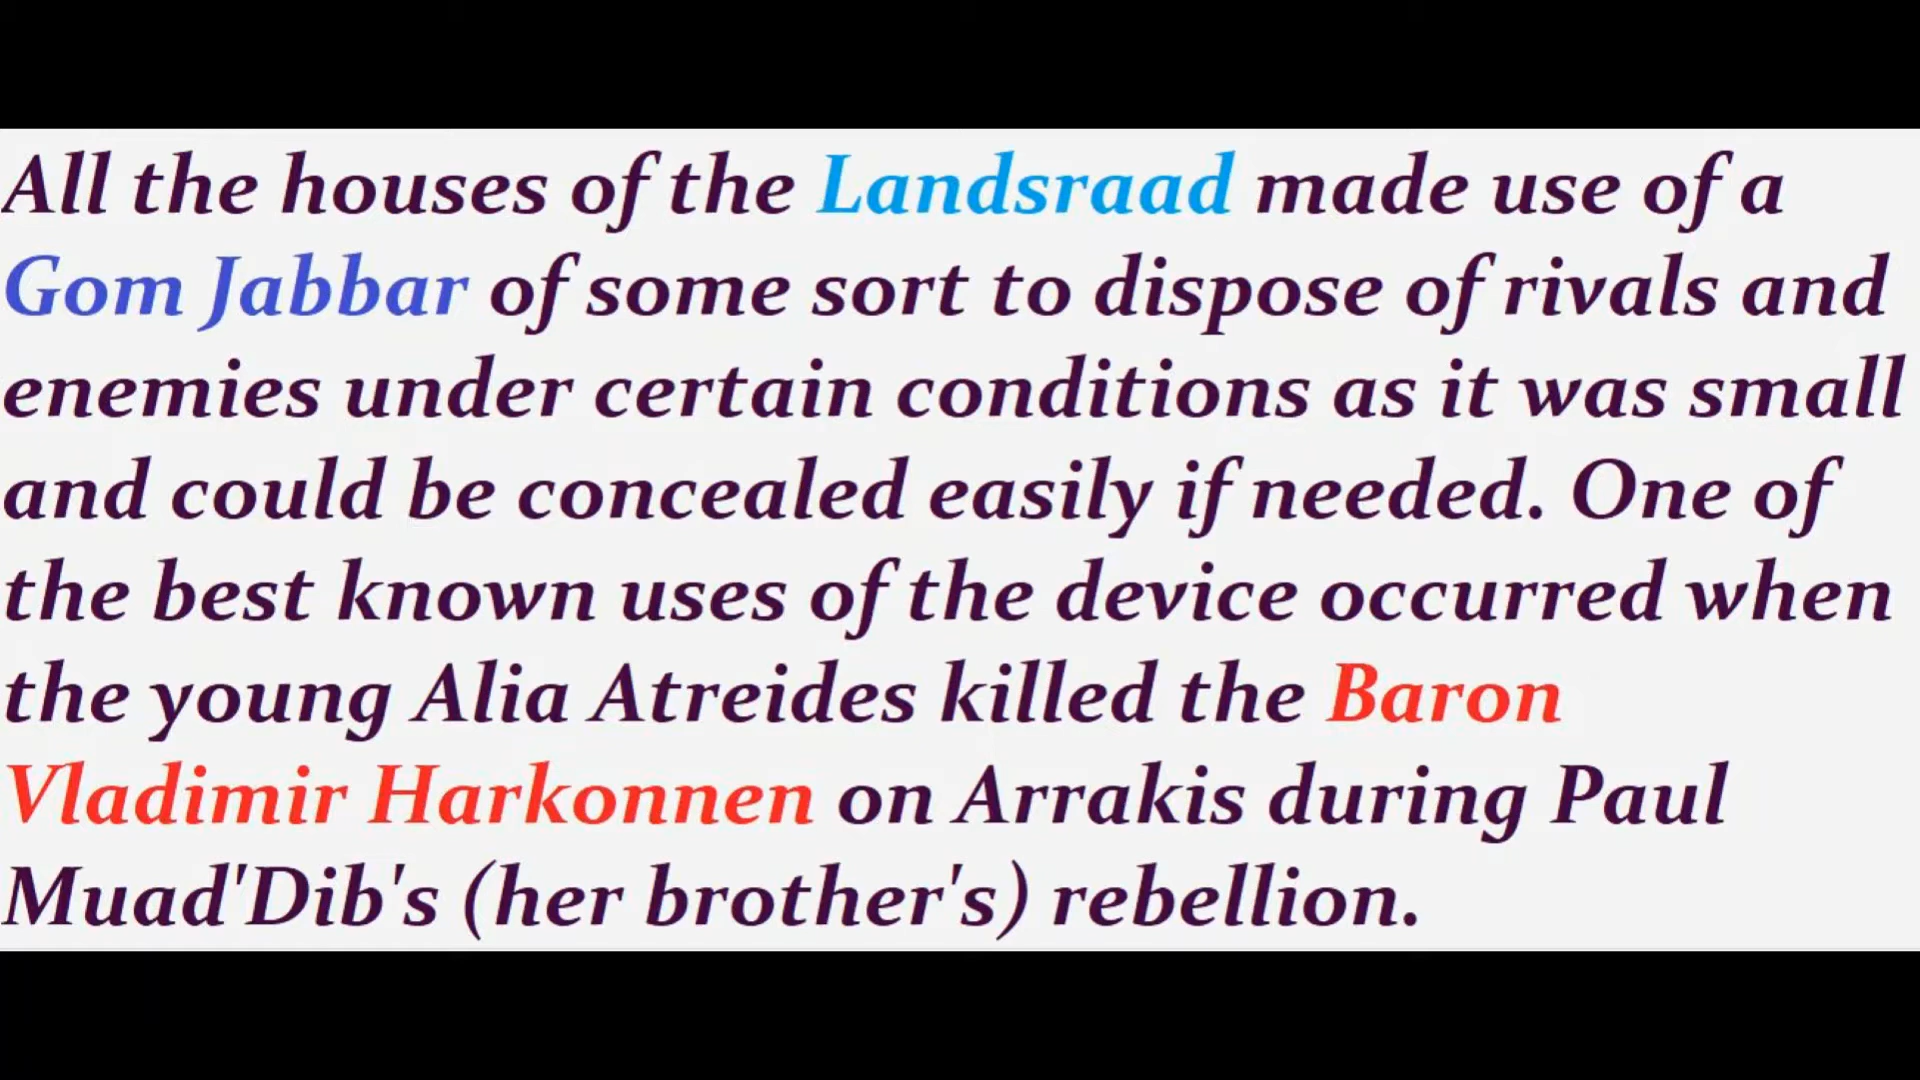 All the houses of the Landsraad made use of a
Gom Jabbar of some sort to dispose of rivals and
enemies under certain conditions as it was small
and could be concealed easily if needed. One of
the best known uses of the device occurred when
the young Alia Atreides killed the Baron
Vladimir Harkonnen on Arrakis during Paul
Muad'Dib's (her brother's) rebellion.